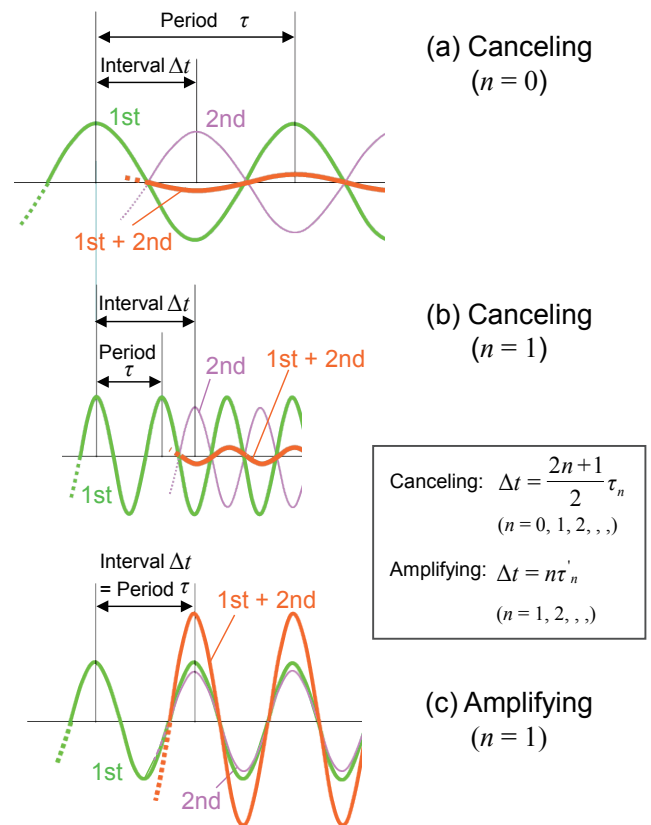 Period τ
Interval Δt
(a) Canceling
(n = 0)
1st
2nd
1st + 2nd
Interval Δt
(b) Canceling
(n = 1)
Period
τ
2nd
1st + 2nd
1st
Canceling: Δt = \frac{2n+1}{2} τ_n
(n = 0, 1, 2, , ,)
Amplifying: Δt = nτ'_n
(n = 1, 2, , ,)
Interval Δt
= Period τ
1st + 2nd
(c) Amplifying
(n = 1)
1st
2nd